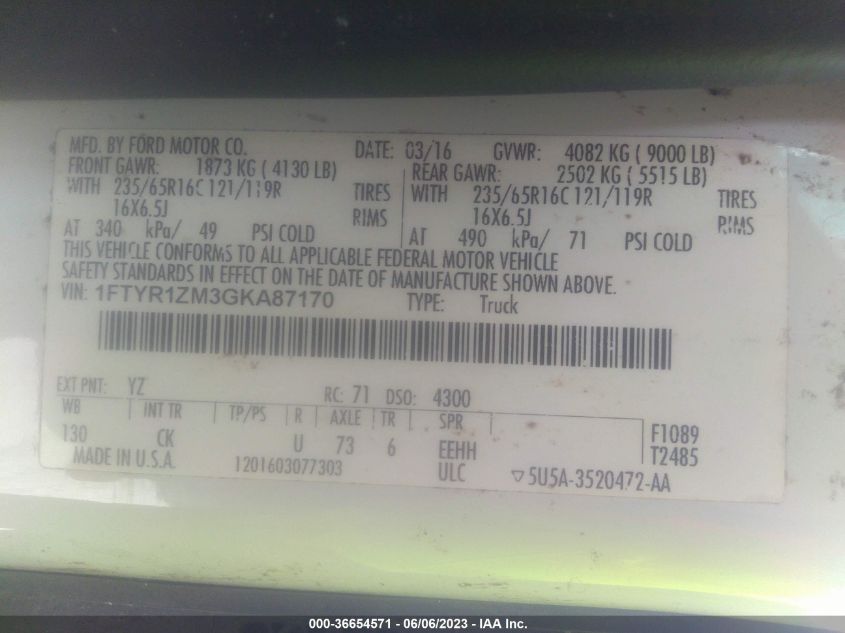 MFD. BY FORD MOTOR CO. DATE: 03/16 GVWR: 4082 KG ( 9000 LB)
FRONT GAWR: 1873 KG ( 4130 LB) REAR GAWR: 2502 KG ( 5515 LB)
WITH 235/65R16C 121/119R TIRES WITH 235/65R16C 121/119R TIRES
16X6.5J RIMS 16X6.5J RIMS
AT 340 kPa/ 49 PSI COLD AT 490 kPa/ 71 PSI COLD
THIS VEHICLE CONFORMS TO ALL APPLICABLE FEDERAL MOTOR VEHICLE
SAFETY STANDARDS IN EFFECT ON THE DATE OF MANUFACTURE SHOWN ABOVE.
VIN: 1FTYR1ZM3GKA87170 TYPE: Truck
EXT PNT: YZ RC: 71 DSO: 4300
WB INT TR TP/PS R AXLE TR SPR
130 CK U 73 6 EEHH F1089
MADE IN U.S.A. 1201603077303 ULC T2485
▽5U5A-3520472-AA
000-36654571 - 06/06/2023 - IAA Inc.